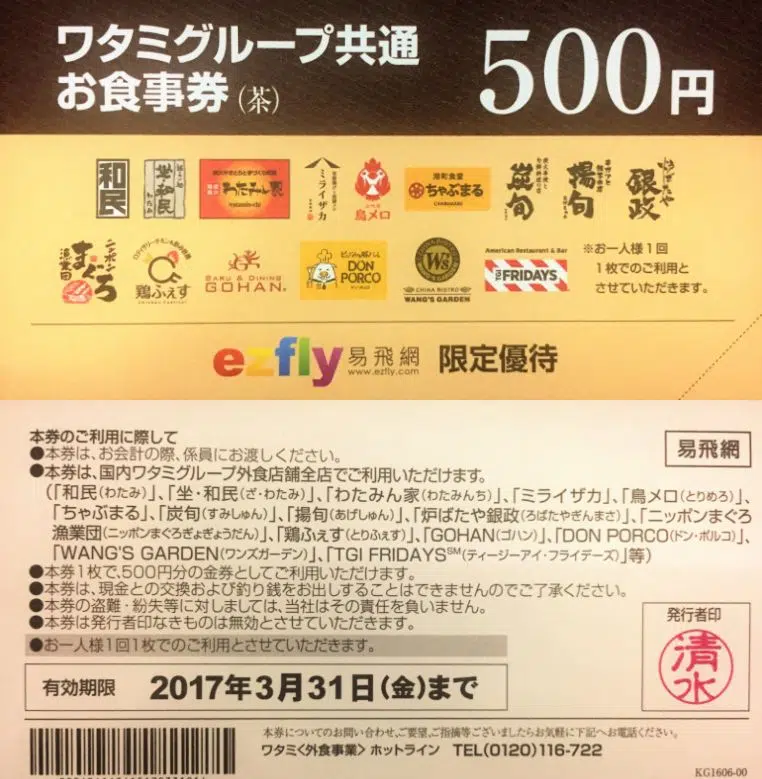 ワタミグループ共通
お食事券(茶)
500円
和民
坐・和民
わたみん家
ミライザカ
鳥メロ
港町食堂
ちゃぶまる
CHABUMARU
炭旬
揚旬
銀政
ニッポンまぐろ漁業団
鶏ふぇす
BARU & DINING
GOHAN
DON PORCO
W's
CHINA BISTRO
WANG'S GARDEN
American Restaurant & Bar
TGI FRIDAYS
※お一人様1回
1枚でのご利用と
させていただきます。
ezfly 易飛網 限定優待
www.ezfly.com
本券のご利用に際して
易飛網
●本券は、お会計の際、係員にお渡しください。
●本券は、国内ワタミグループ外食店舗全店でご利用いただけます。
(「和民(わたみ)」、「坐・和民(ざ・わたみ)」、「わたみん家(わたみんち)」、「ミライザカ」、「鳥メロ(とりめろ)」、
「ちゃぶまる」、「炭旬(すみしゅん)」、「揚旬(あげしゅん)」、「炉ばたや銀政(ろばたやぎんまさ)」、「ニッポンまぐろ
漁業団(ニッポンまぐろぎょぎょうだん)」、「鶏ふぇす(とりふぇす)」、「GOHAN(ゴハン)」、「DON PORCO(ドン・ポルコ)」、
「WANG'S GARDEN(ワンズガーデン)」、「TGI FRIDAYS℠(ティージーアイ・フライデーズ)」等)
●本券1枚で、500円分の金券としてご利用いただけます。
●本券は、現金との交換および釣り銭をお出しすることはできませんのでご了承ください。
●本券の盗難・紛失等に対しましては、当社はその責任を負いません。
●本券は発行者印なきものは無効とさせていただきます。
●お一人様1回1枚でのご利用とさせていただきます。
発行者印
清水
有効期限 2017年3月31日(金)まで
本券についてのお問い合わせ、ご要望、ご指摘等ございましたらお気軽に下記へお電話ください。
ワタミ〈外食事業〉ホットライン TEL(0120)116-722
KG1606-00